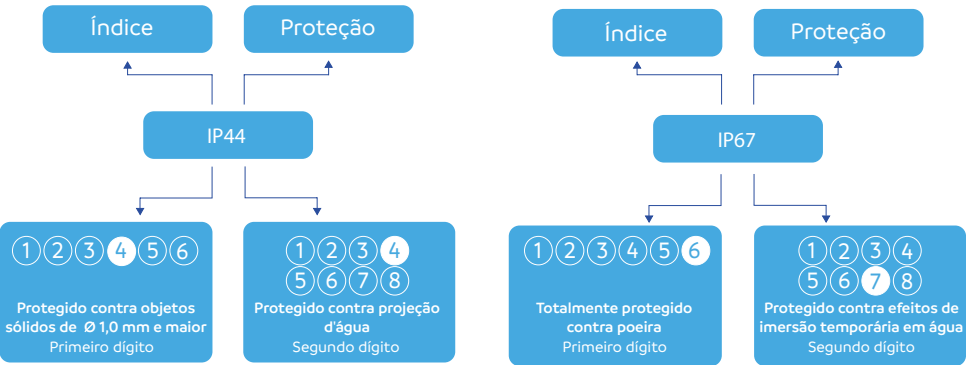 Índice
Proteção
IP44
1 2 3 4 5 6
Protegido contra objetos
sólidos de Ø 1,0 mm e maior
Primeiro dígito
1 2 3 4
5 6 7 8
Protegido contra projeção
d'água
Segundo dígito
Índice
Proteção
IP67
1 2 3 4 5 6
Totalmente protegido
contra poeira
Primeiro dígito
1 2 3 4
5 6 7 8
Protegido contra efeitos de
imersão temporária em água
Segundo dígito